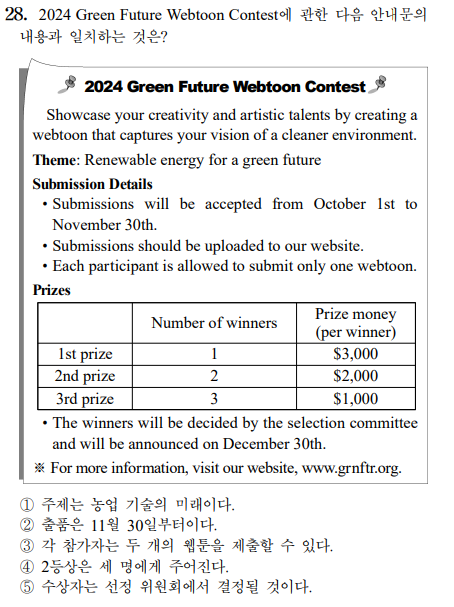 28. 2024 Green Future Webtoon Contest에 관한 다음 안내문의
내용과 일치하는 것은?
2024 Green Future Webtoon Contest
Showcase your creativity and artistic talents by creating a
webtoon that captures your vision of a cleaner environment.
Theme: Renewable energy for a green future
Submission Details
• Submissions will be accepted from October 1st to
November 30th.
• Submissions should be uploaded to our website.
• Each participant is allowed to submit only one webtoon.
Prizes
Number of winners
Prize money
(per winner)
1st prize 1 $3,000
2nd prize 2 $2,000
3rd prize 3 $1,000
• The winners will be decided by the selection committee
and will be announced on December 30th.
※ For more information, visit our website, www.grnftr.org.
① 주제는 농업 기술의 미래이다.
② 출품은 11월 30일부터이다.
③ 각 참가자는 두 개의 웹툰을 제출할 수 있다.
④ 2등상은 세 명에게 주어진다.
⑤ 수상자는 선정 위원회에서 결정될 것이다.